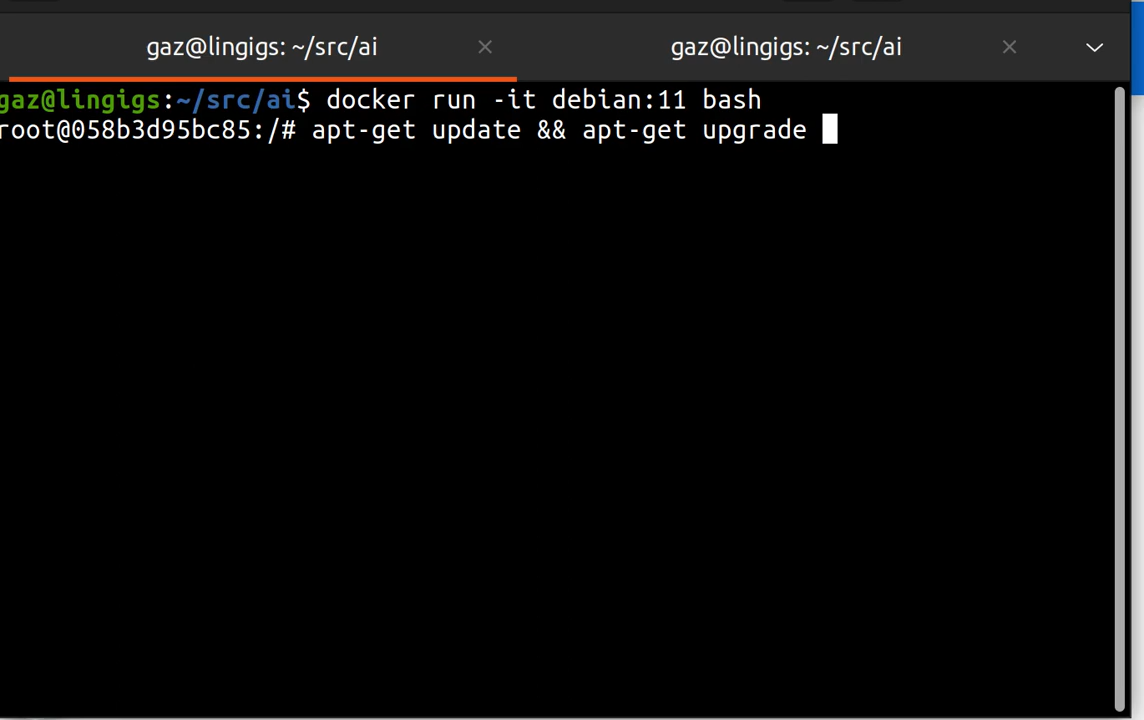 gaz@lingigs: ~/src/ai × gaz@lingigs: ~/src/ai ×
gaz@lingigs:~/src/ai$ docker run -it debian:11 bash
root@058b3d95bc85:/# apt-get update && apt-get upgrade